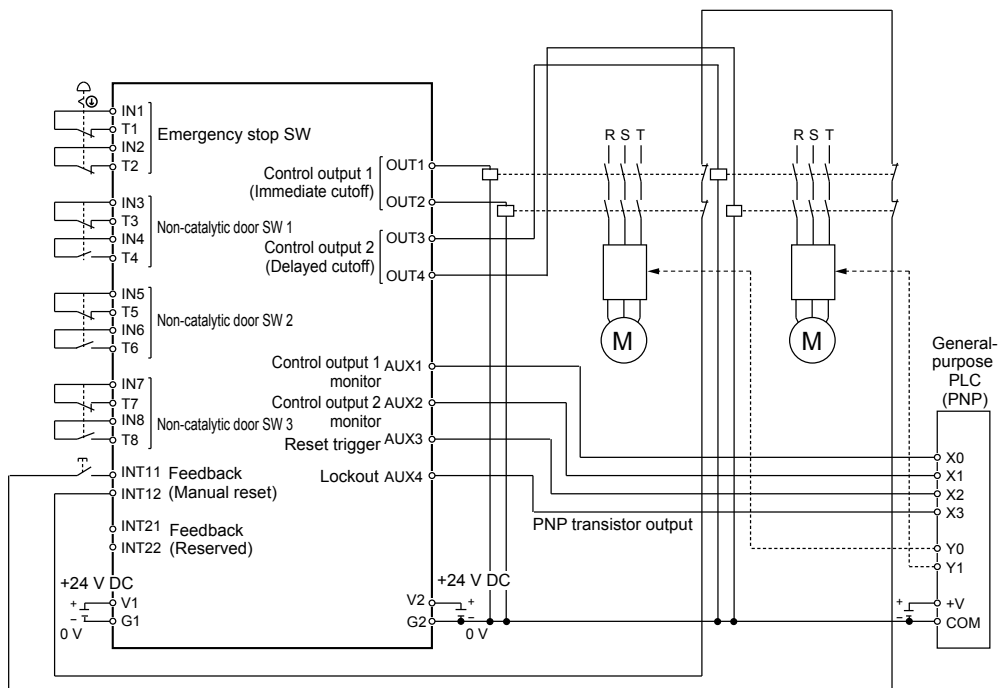 IN1
T1
IN2
T2
Emergency stop SW
IN3
T3
IN4
T4
Non-catalytic door SW 1
IN5
T5
IN6
T6
Non-catalytic door SW 2
IN7
T7
IN8
T8
Non-catalytic door SW 3
INT11
INT12
Feedback
(Manual reset)
INT21
INT22
Feedback
(Reserved)
+24 V DC
+
V1
−
G1
0 V
Control output 1
(Immediate cutoff)
OUT1
OUT2
Control output 2
(Delayed cutoff)
OUT3
OUT4
Control output 1
monitor
AUX1
Control output 2
monitor
AUX2
Reset trigger
AUX3
Lockout
AUX4
PNP transistor output
+24 V DC
V2
+
G2
−
0 V
R S T
M
R S T
M
General-
purpose
PLC
(PNP)
X0
X1
X2
X3
Y0
Y1
+
+V
−
COM